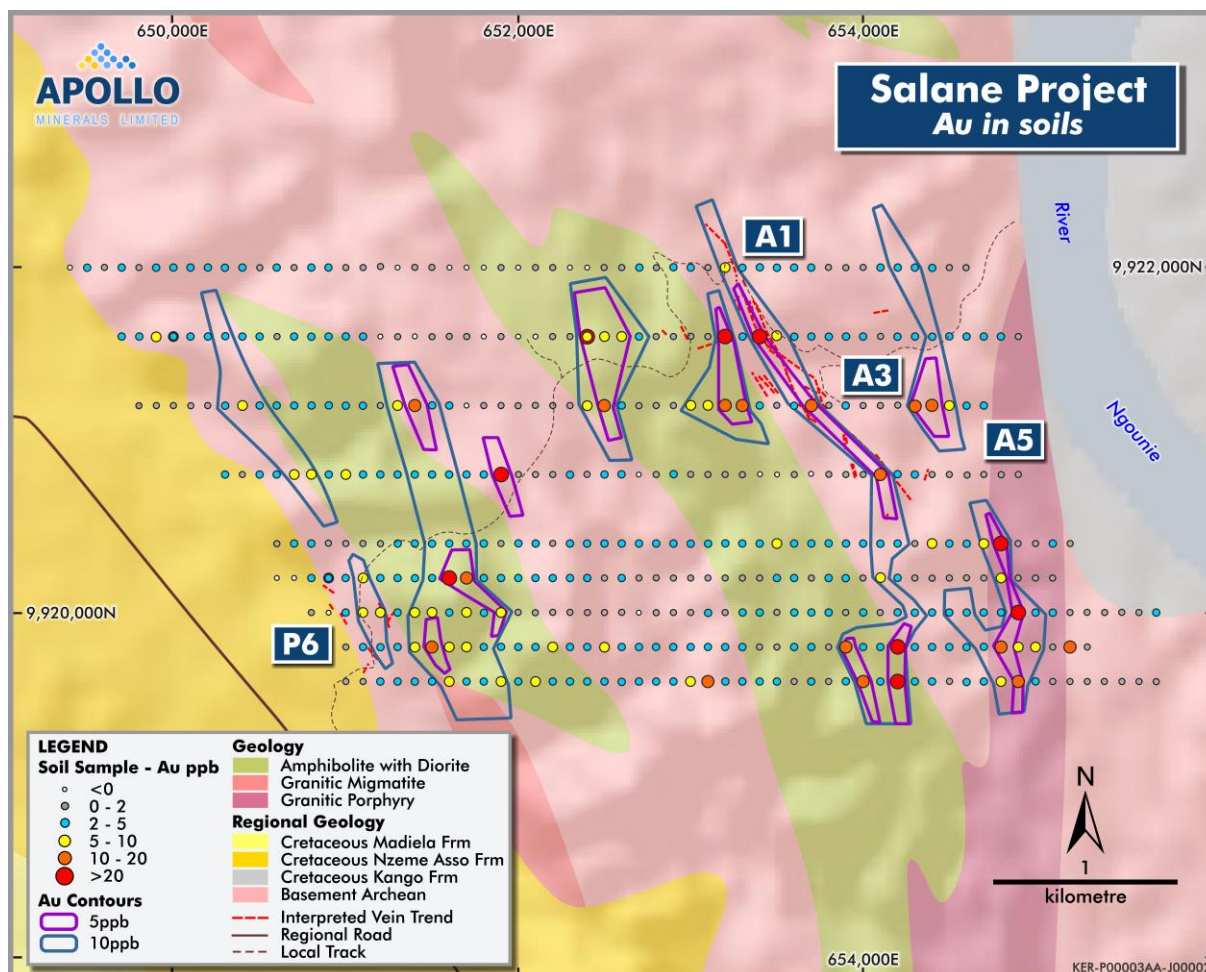 650,000E
652,000E
654,000E
APOLLO
MINERALS LIMITED
Salane Project
Au in soils
River
A1
9,922,000N
A3
Ngounie
A5
9,920,000N
P6
LEGEND
Soil Sample - Au ppb
<0
0 - 2
2 - 5
5 - 10
10 - 20
>20
Au Contours
5ppb
10ppb
Geology
Amphibolite with Diorite
Granitic Migmatite
Granitic Porphyry
Regional Geology
Cretaceous Madiela Frm
Cretaceous Nzeme Asso Frm
Cretaceous Kango Frm
Basement Archean
Interpreted Vein Trend
Regional Road
Local Track
N
1
kilometre
654,000E